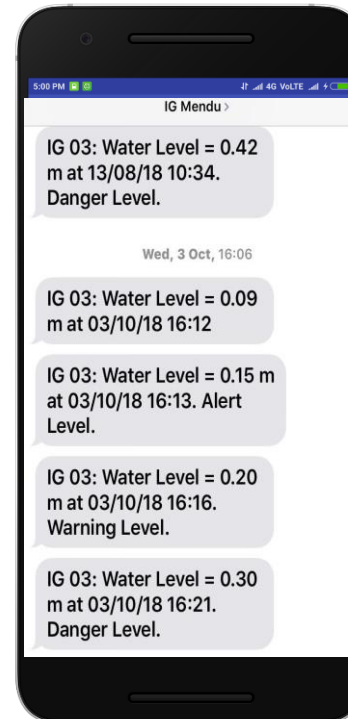 5:00 PM
4G VoLTE
IG Mendu >
IG 03: Water Level = 0.42
m at 13/08/18 10:34.
Danger Level.
Wed, 3 Oct, 16:06
IG 03: Water Level = 0.09
m at 03/10/18 16:12
IG 03: Water Level = 0.15 m
at 03/10/18 16:13. Alert
Level.
IG 03: Water Level = 0.20
m at 03/10/18 16:16.
Warning Level.
IG 03: Water Level = 0.30
m at 03/10/18 16:21.
Danger Level.